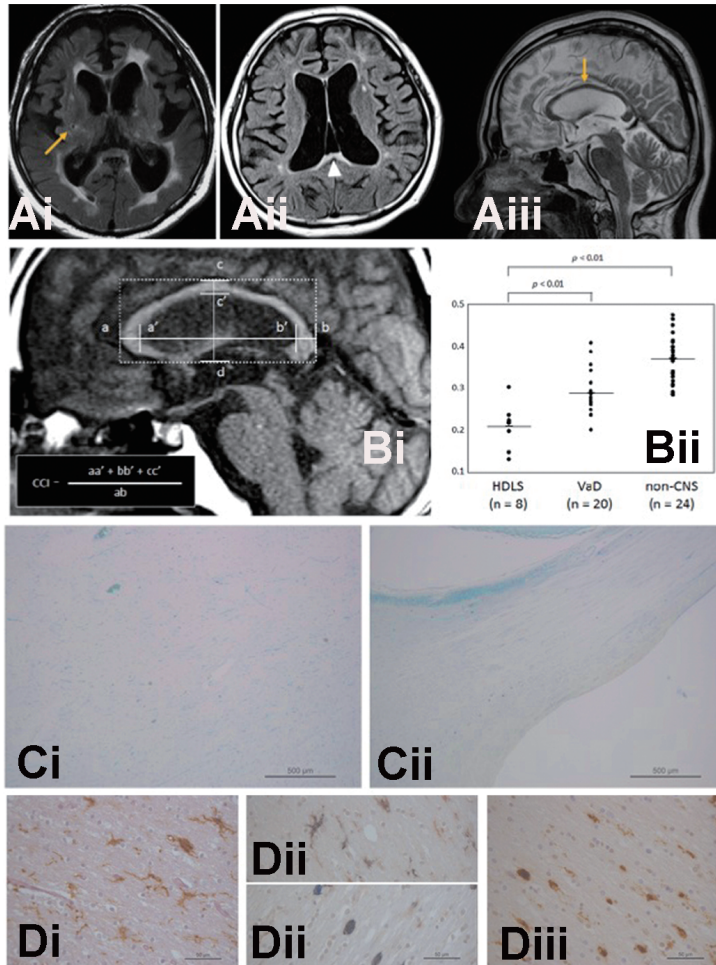 Ai
Aii
Aiii
c
c′
a a′ b′ b
d
Bi
CCI = aa′ + bb′ + cc′
ab
p < 0.01
p < 0.01
0.5
0.4
0.3
0.2
0.1
Bii
HDLS VaD non-CNS
(n = 8) (n = 20) (n = 24)
Ci
500 µm
Cii
500 µm
Di
50 µm
Dii
Dii
Diii